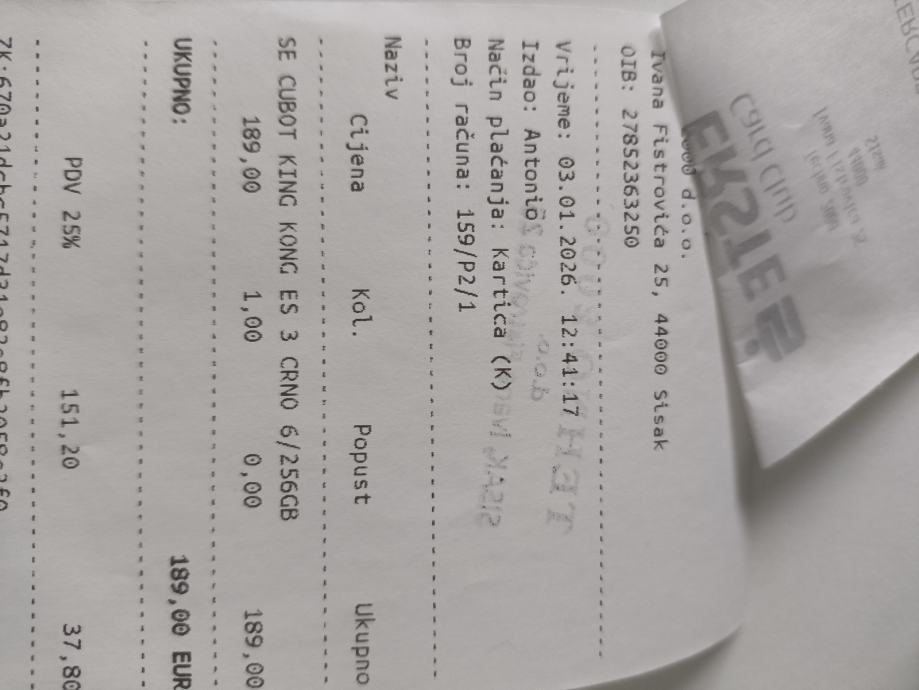 d.o.o.
Ivana Fistrovića 25, 44000 Sisak
OIB: 27852363250
Vrijeme: 03.01.2026. 12:41:17
Izdao: Antonio
Način plaćanja: Kartica (K)
Broj računa: 159/P2/1
Naziv
Cijena Kol. Popust Ukupno
SE CUBOT KING KONG ES 3 CRNO 6/256GB
189,00 1,00 0,00 189,00
UKUPNO: 189,00 EUR
PDV 25% 151,20 37,80